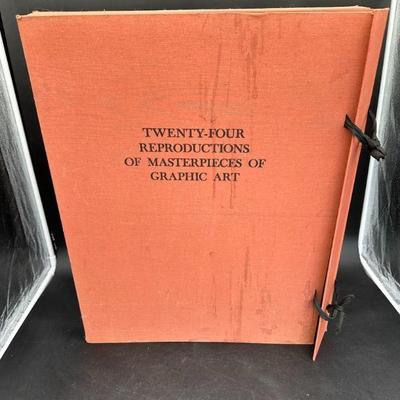 TWENTY-FOUR
REPRODUCTIONS
OF MASTERPIECES OF
GRAPHIC ART